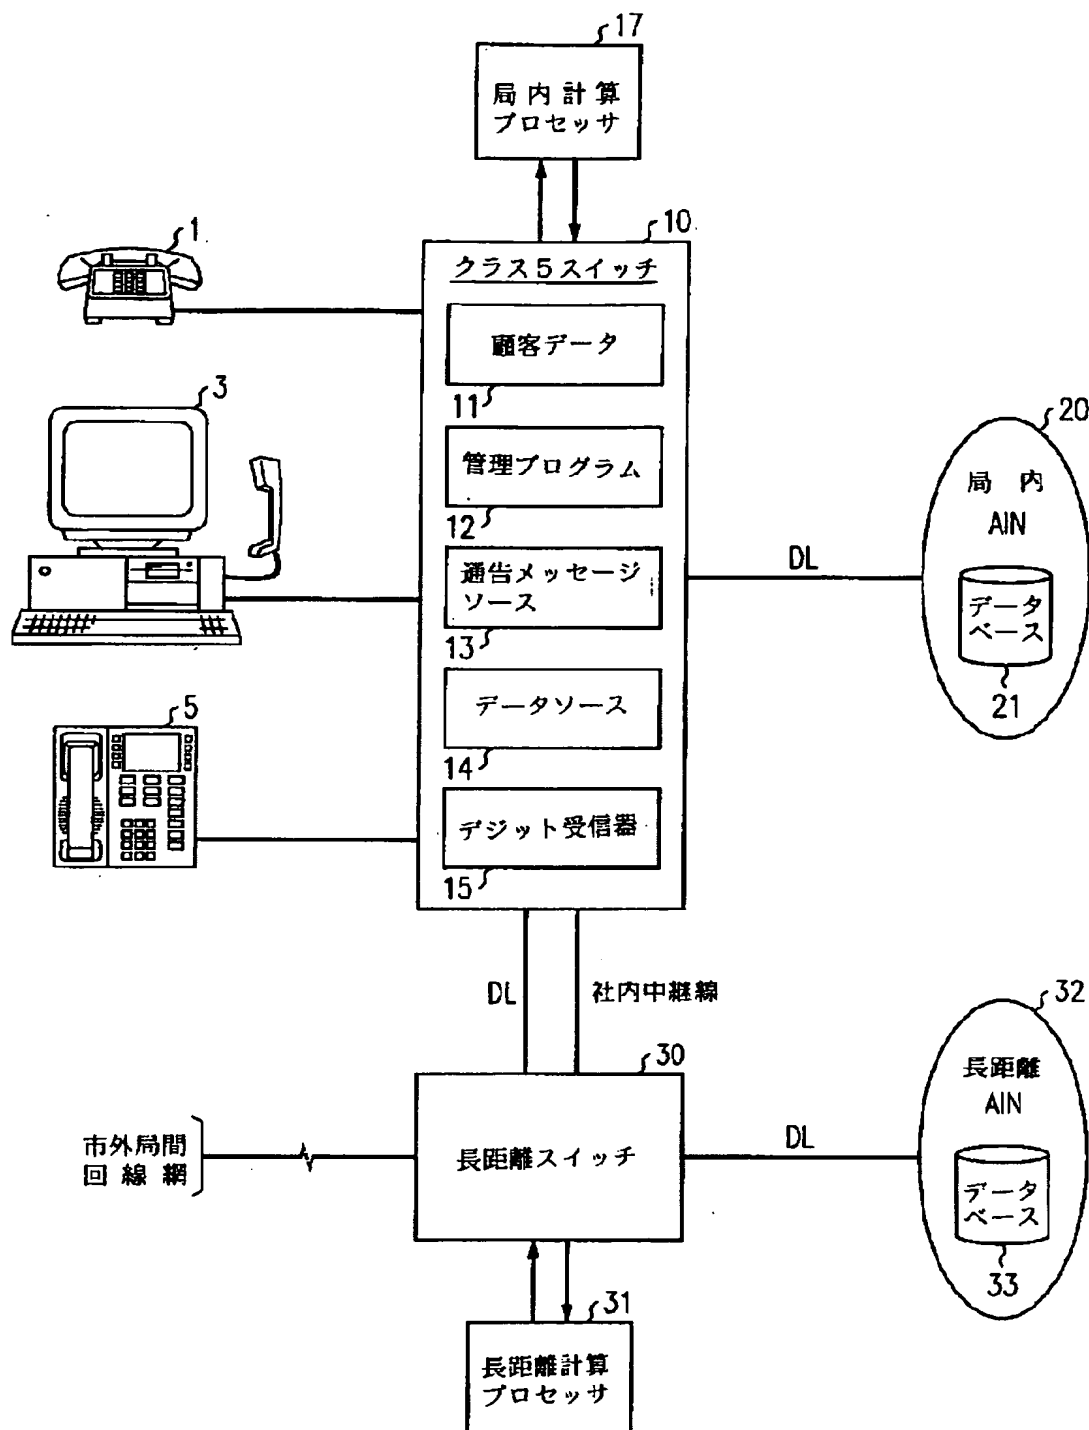 17
局内計算
プロセッサ
1
10
クラス5スイッチ
顧客データ
11
3
管理プログラム
12
20
局内
AIN
データ
ベース
21
DL
通告メッセージ
ソース
13
データソース
14
5
デジット受信器
15
DL
社内中継線
30
32
長距離
AIN
データ
ベース
33
市外局間
回線網
長距離スイッチ
DL
31
長距離計算
プロセッサ